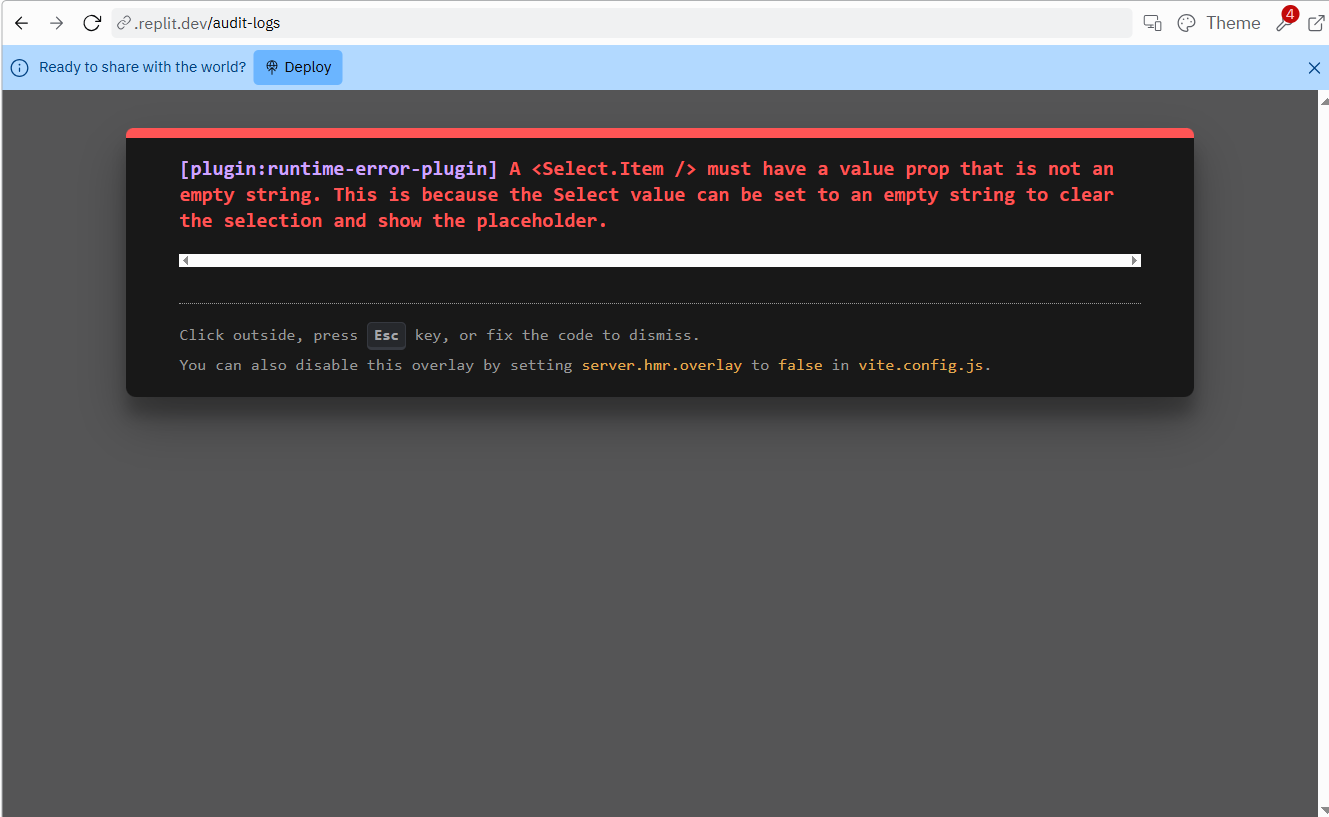 .replit.dev/audit-logs
Theme
4
Ready to share with the world?
Deploy
[plugin:runtime-error-plugin] A <Select.Item /> must have a value prop that is not an
empty string. This is because the Select value can be set to an empty string to clear
the selection and show the placeholder.
Click outside, press Esc key, or fix the code to dismiss.
You can also disable this overlay by setting server.hmr.overlay to false in vite.config.js.